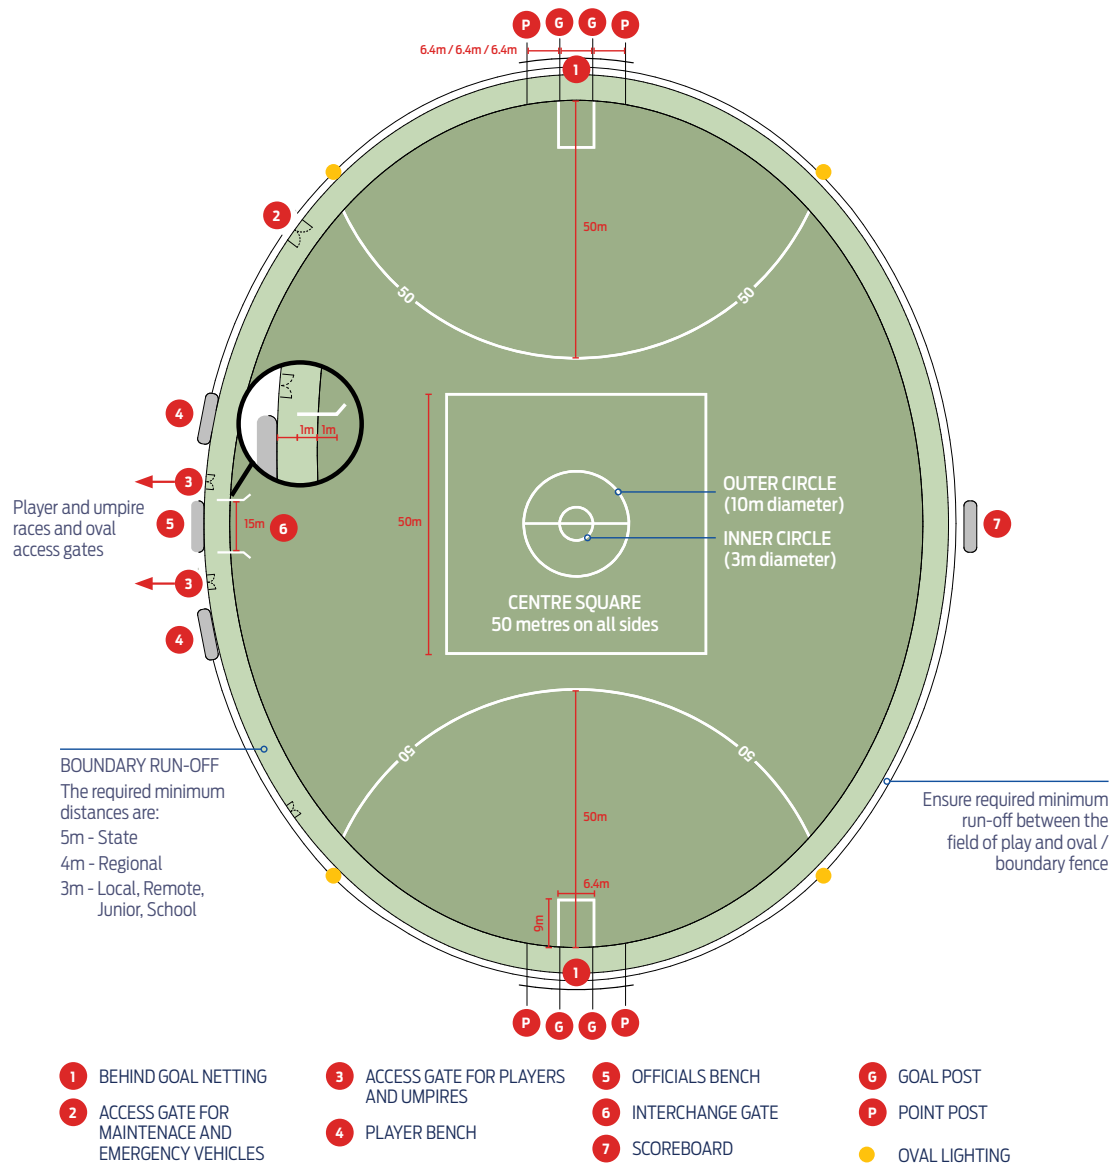 P G G P
6.4m / 6.4m / 6.4m
1
2
50m
50
50
4
1m 1m
3
Player and umpire
races and oval
access gates
5
15m
6
50m
OUTER CIRCLE
(10m diameter)
INNER CIRCLE
(3m diameter)
7
3
CENTRE SQUARE
50 metres on all sides
4
BOUNDARY RUN-OFF
The required minimum
distances are:
5m - State
4m - Regional
3m - Local, Remote,
Junior, School
50
50
50m
Ensure required minimum
run-off between the
field of play and oval /
boundary fence
6.4m
9m
1
P G G P
1 BEHIND GOAL NETTING
2 ACCESS GATE FOR
MAINTENACE AND
EMERGENCY VEHICLES
3 ACCESS GATE FOR PLAYERS
AND UMPIRES
4 PLAYER BENCH
5 OFFICIALS BENCH
6 INTERCHANGE GATE
7 SCOREBOARD
G GOAL POST
P POINT POST
OVAL LIGHTING